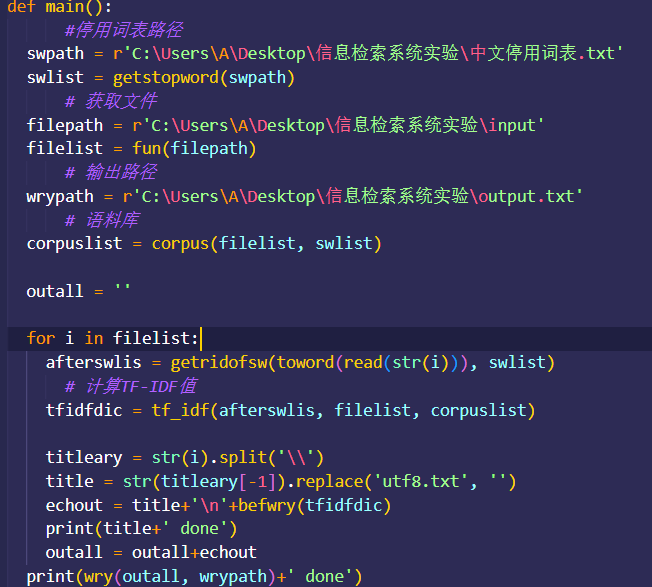 def main():
#停用词表路径
swpath = r'C:\Users\A\Desktop\信息检索系统实验\中文停用词表.txt'
swlist = getstopword(swpath)
# 获取文件
filepath = r'C:\Users\A\Desktop\信息检索系统实验\input'
filelist = fun(filepath)
# 输出路径
wrypath = r'C:\Users\A\Desktop\信息检索系统实验\output.txt'
# 语料库
corpuslist = corpus(filelist, swlist)
outall = ''
for i in filelist:
afterswlis = getridofsw(toword(read(str(i))), swlist)
# 计算TF-IDF值
tfidfdic = tf_idf(afterswlis, filelist, corpuslist)
titleary = str(i).split('\\')
title = str(titleary[-1]).replace('utf8.txt', '')
echout = title+'\n'+befwry(tfidfdic)
print(title+' done')
outall = outall+echout
print(wry(outall, wrypath)+' done')